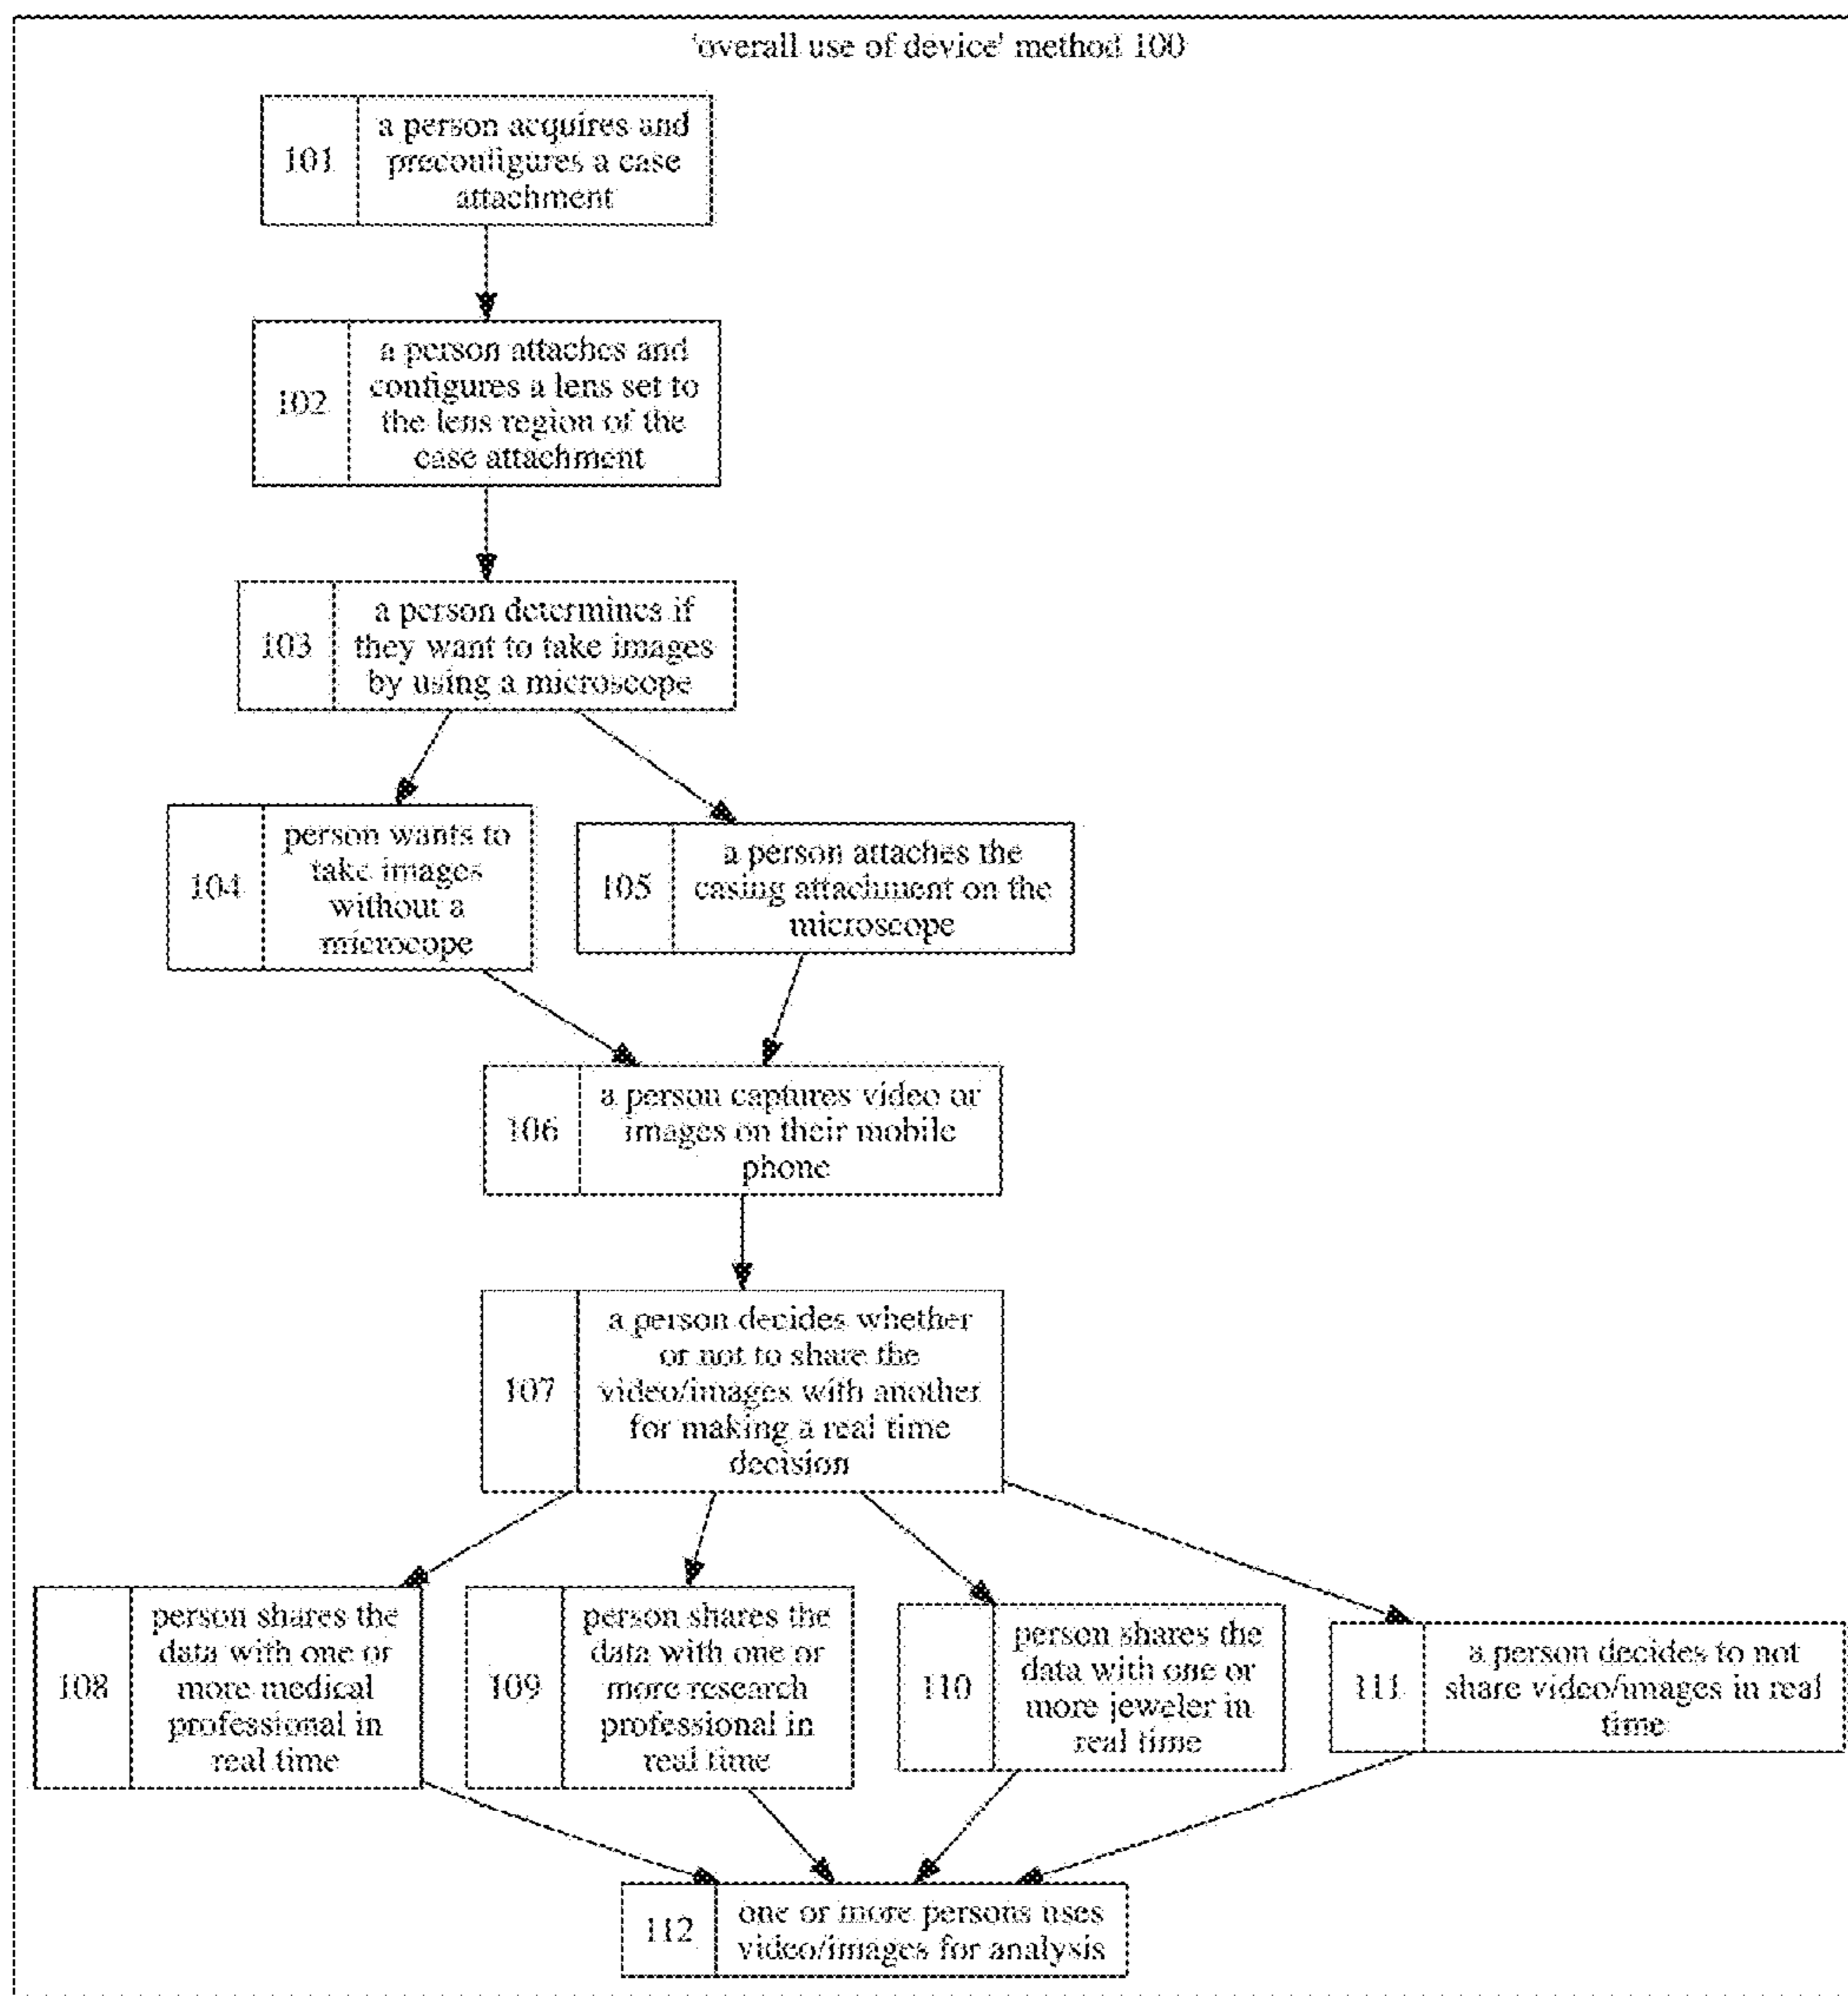 'overall use of device' method 100
101
a person acquires and
preconfigures a case
attachment
102
a person attaches and
configures a lens set to
the lens region of the
case attachment
103
a person determines if
they want to take images
by using a microscope
104
person wants to
take images
without a
microcope
105
a person attaches the
casing attachment on the
microscope
106
a person captures video or
images on their mobile
phone
107
a person decides whether
or not to share the
video/images with another
for making a real time
decision
108
person shares the
data with one or
more medical
professional in
real time
109
person shares the
data with one or
more research
professional in
real time
110
person shares the
data with one or
more jeweler in
real time
111
a person decides to not
share video/images in real
time
112
one or more persons uses
video/images for analysis